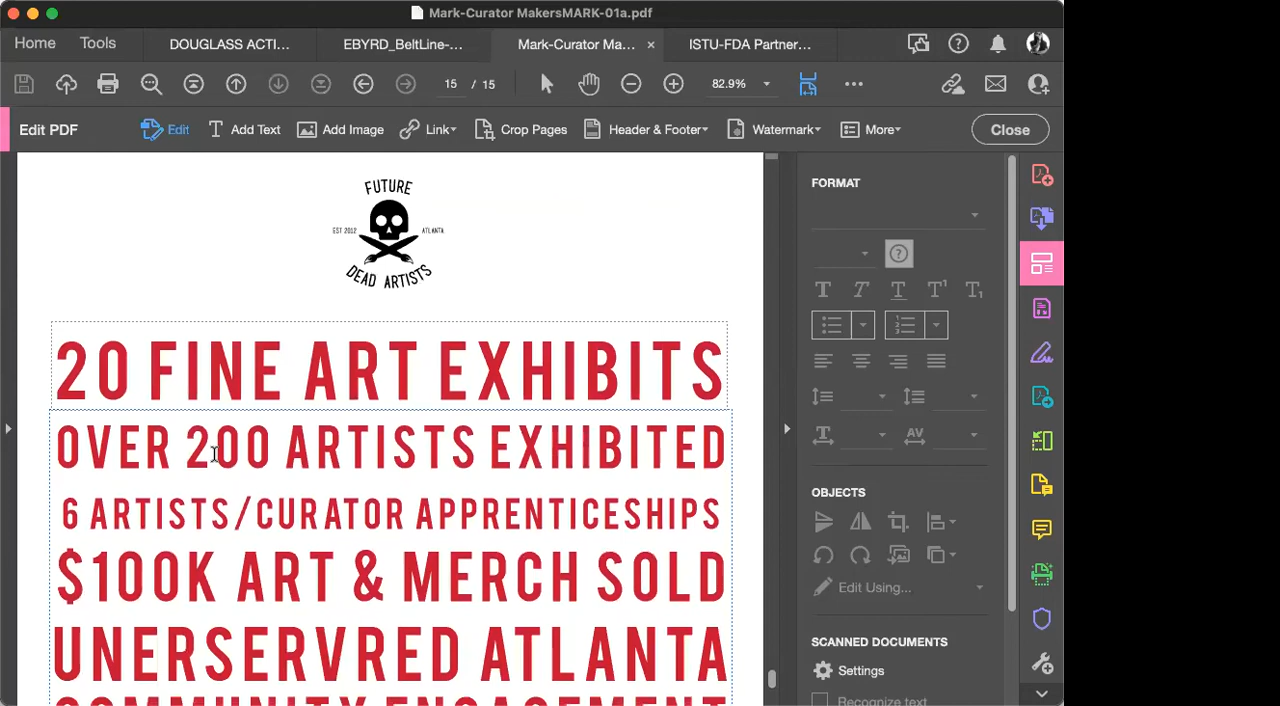 Mark-Curator MakersMARK-01a.pdf
Home Tools DOUGLASS ACTI... EBYRD_BeltLine-... Mark-Curator Ma... × ISTU-FDA Partner...
15 / 15 82.9%
Edit PDF Edit Add Text Add Image Link Crop Pages Header & Footer Watermark More Close
FUTURE
EST 2012 ATLANTA
DEAD ARTISTS
20 FINE ART EXHIBITS
OVER 200 ARTISTS EXHIBITED
6 ARTISTS/CURATOR APPRENTICESHIPS
$100K ART & MERCH SOLD
UNERSERVRED ATLANTA
COMMUNITY ENGAGEMENT
FORMAT
OBJECTS
Edit Using...
SCANNED DOCUMENTS
Settings
Recognize text